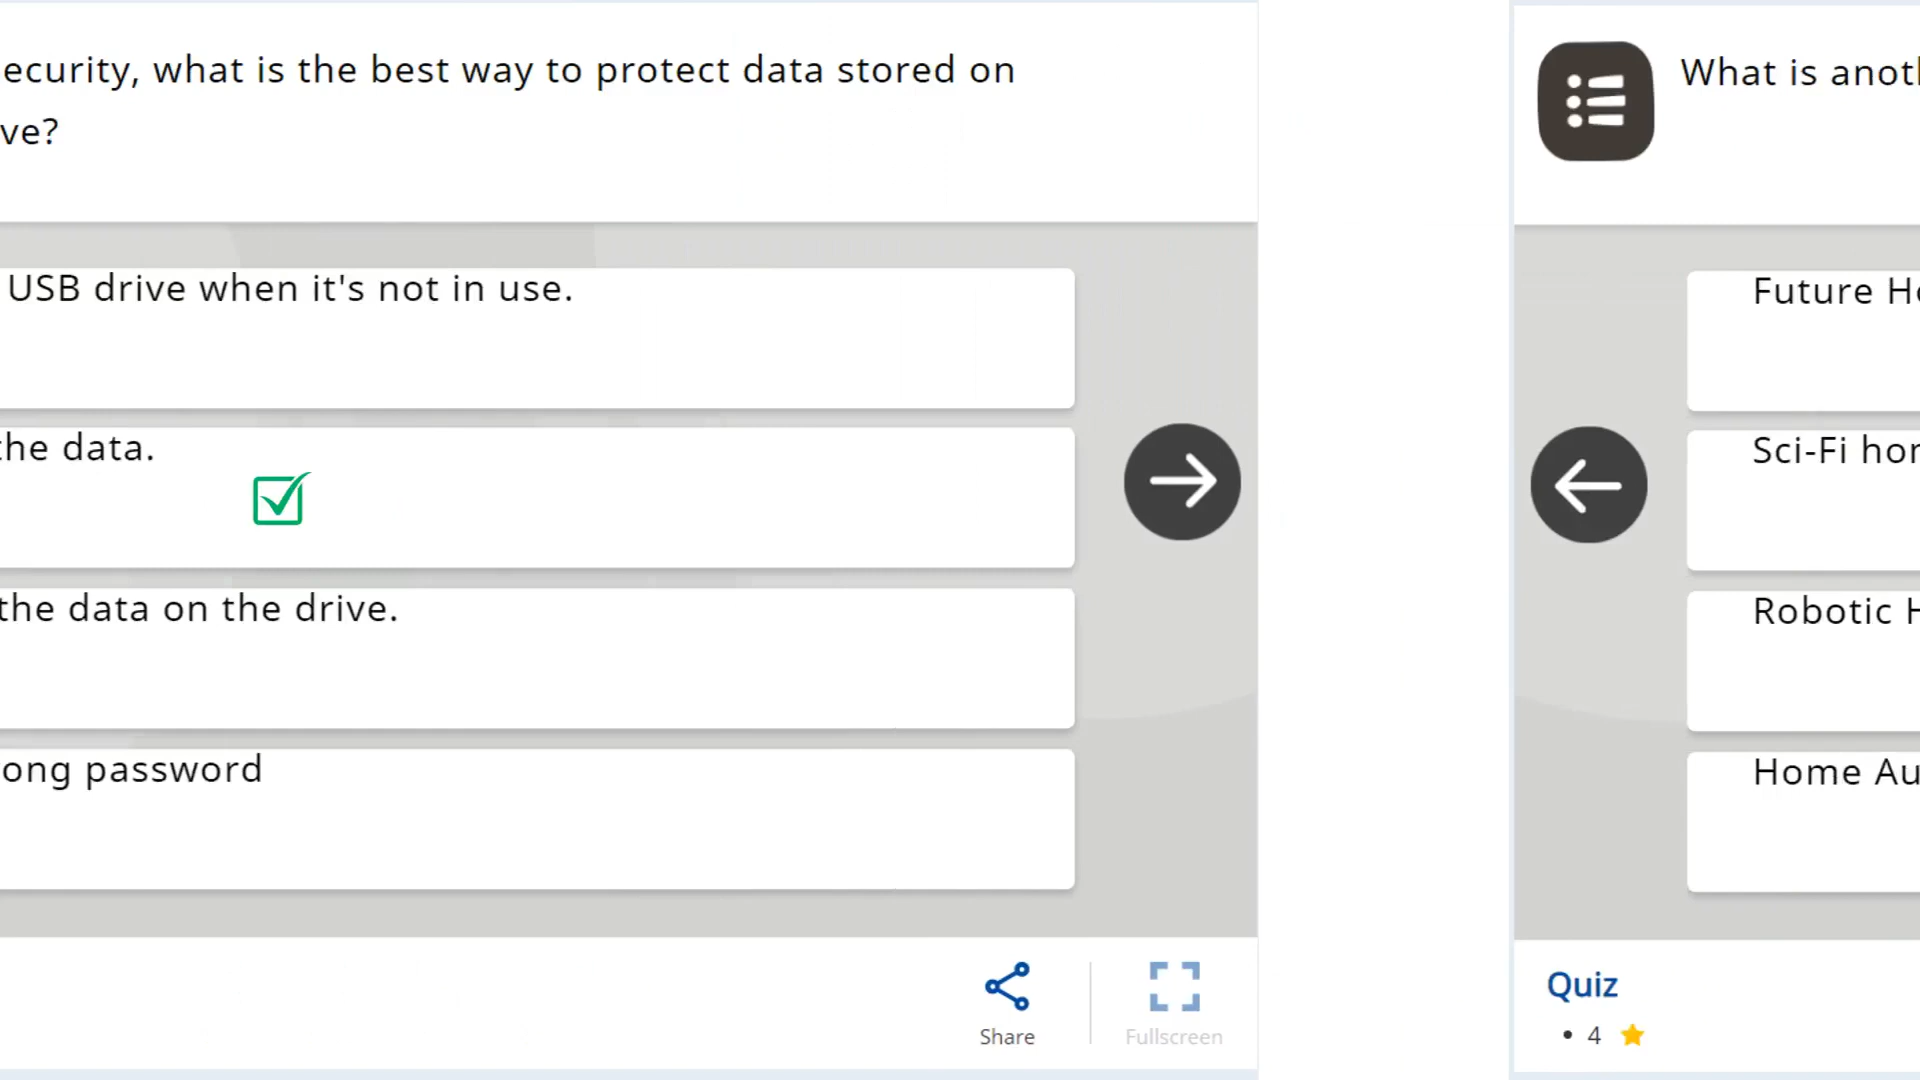 ecurity, what is the best way to protect data stored on
ve?
USB drive when it's not in use.
the data.
the data on the drive.
ong password
Share
Fullscreen
What is anoth
Future Ho
Sci-Fi hom
Robotic H
Home Au
Quiz
• 4